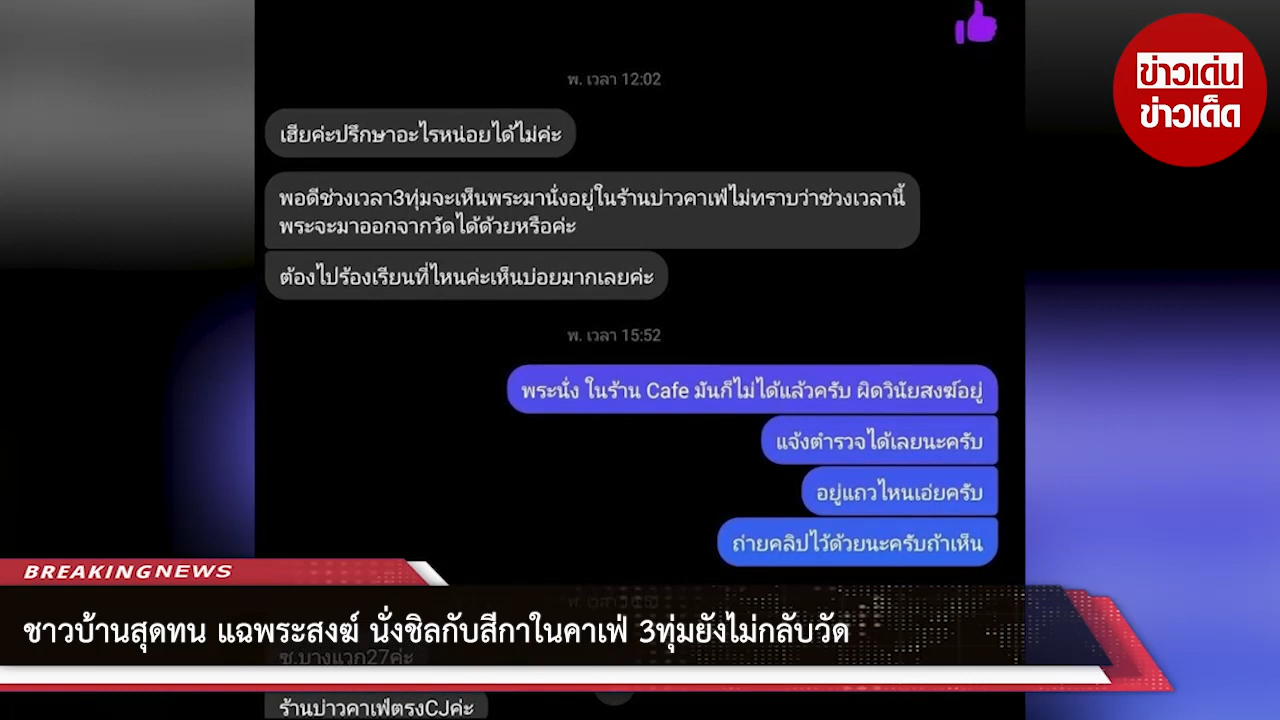 ข่าวเด่น
ข่าวเด็ด
พ. เวลา 12:02
เฮียค่ะปรึกษาอะไรหน่อยได้ไม่ค่ะ
พอดีช่วงเวลา3ทุ่มจะเห็นพระมานั่งอยู่ในร้านบ่าวคาเฟ่ไม่ทราบว่าช่วงเวลานี้
พระจะมาออกจากวัดได้ด้วยหรือค่ะ
ต้องไปร้องเรียนที่ไหนค่ะเห็นบ่อยมากเลยค่ะ
พ. เวลา 15:52
พระนั่ง ในร้าน Cafe มันก็ไม่ได้แล้วครับ ผิดวินัยสงฆ์อยู่
แจ้งตำรวจได้เลยนะครับ
อยู่แถวไหนเอ่ยครับ
ถ่ายคลิปไว้ด้วยนะครับถ้าเห็น
BREAKINGNEWS
ชาวบ้านสุดทน แฉพระสงฆ์ นั่งชิลกับสีกาในคาเฟ่ 3ทุ่มยังไม่กลับวัด
ซ.บางแวก27ค่ะ
ร้านบ่าวคาเฟ่ตรงCJค่ะ